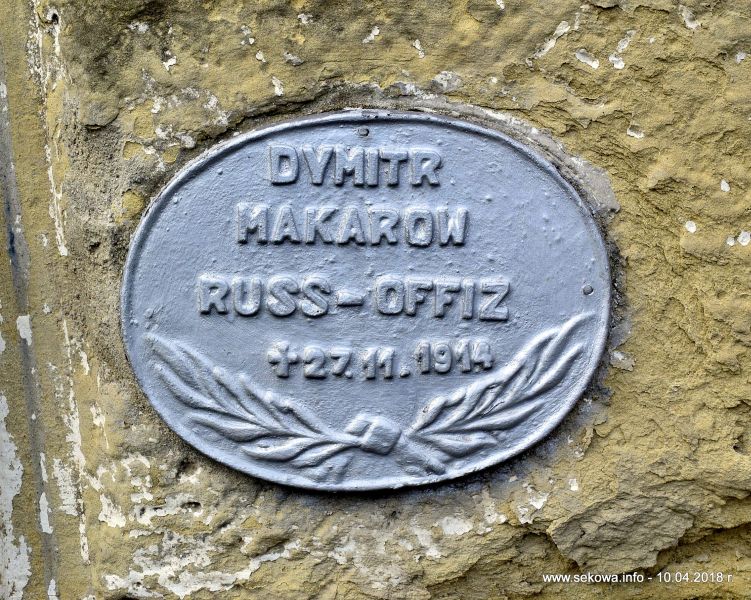 DYMITR
MAKAROW
RUSS-OFFIZ
✝27.11.1914
www.sekowa.info - 10.04.2018 r.